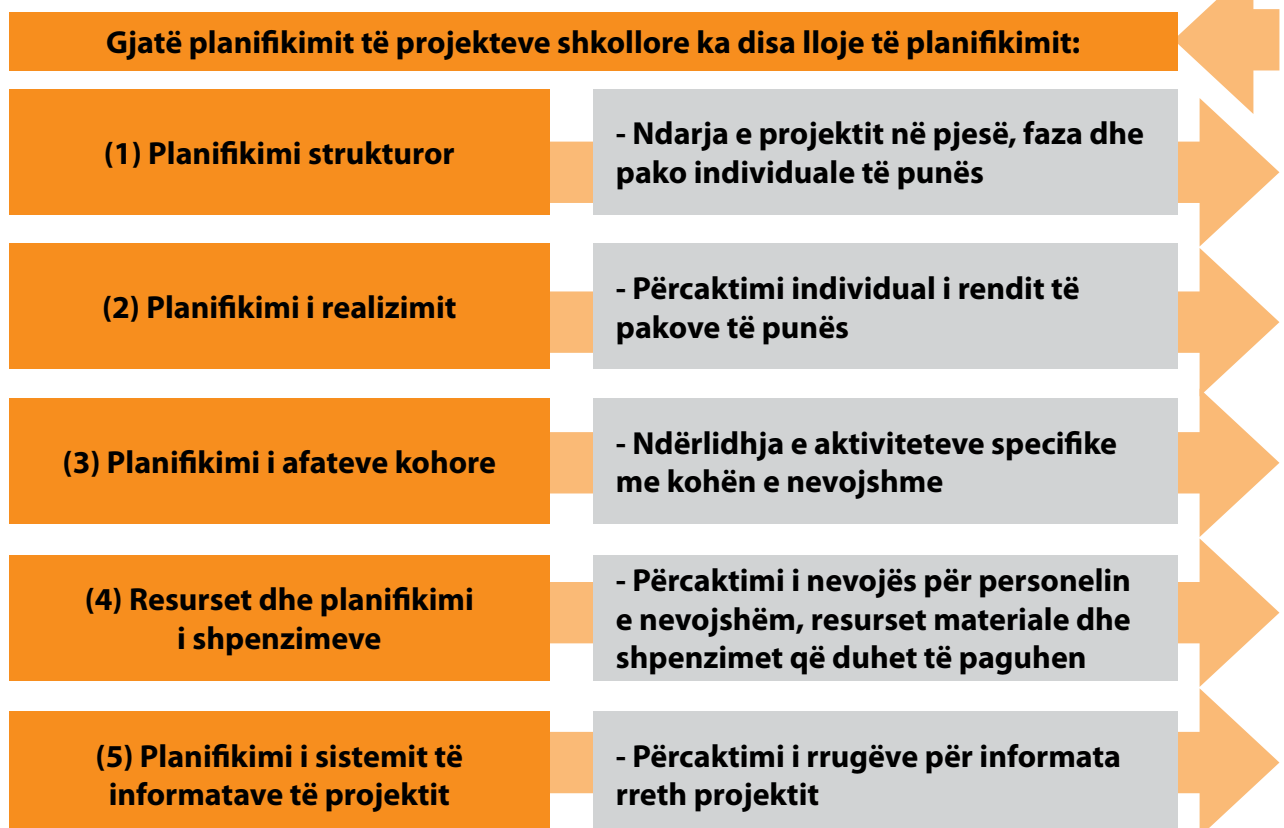 Gjatë planifikimit të projekteve shkollore ka disa lloje të planifikimit:
(1) Planifikimi strukturor
- Ndarja e projektit në pjesë, faza dhe
pako individuale të punës
(2) Planifikimi i realizimit
- Përcaktimi individual i rendit të
pakove të punës
(3) Planifikimi i afateve kohore
- Ndërlidhja e aktiviteteve specifike
me kohën e nevojshme
(4) Resurset dhe planifikimi
i shpenzimeve
- Përcaktimi i nevojës për personelin
e nevojshëm, resurset materiale dhe
shpenzimet që duhet të paguhen
(5) Planifikimi i sistemit të
informatave të projektit
- Përcaktimi i rrugëve për informata
rreth projektit